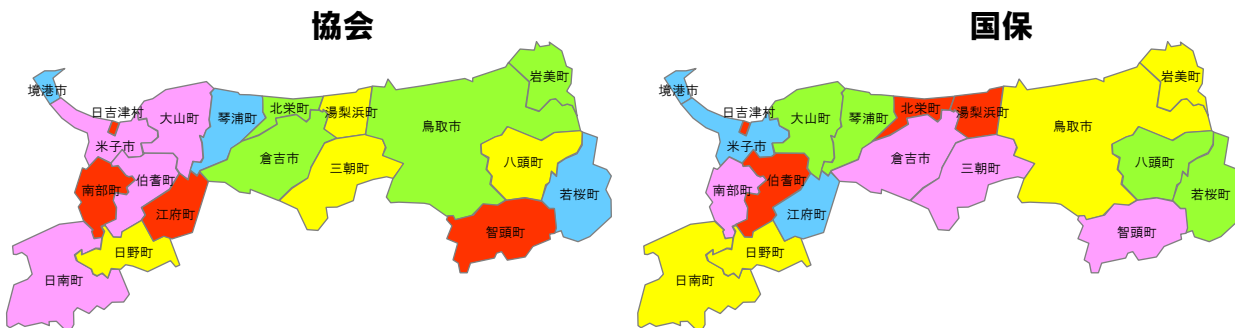 協会
国保
岩美町
境港市
日吉津村
大山町
琴浦町
北栄町
湯梨浜町
鳥取市
米子市
倉吉市
八頭町
伯耆町
三朝町
南部町
若桜町
江府町
智頭町
日野町
日南町
岩美町
境港市
日吉津村
大山町
琴浦町
北栄町
湯梨浜町
鳥取市
米子市
倉吉市
三朝町
八頭町
南部町
伯耆町
若桜町
江府町
智頭町
日野町
日南町